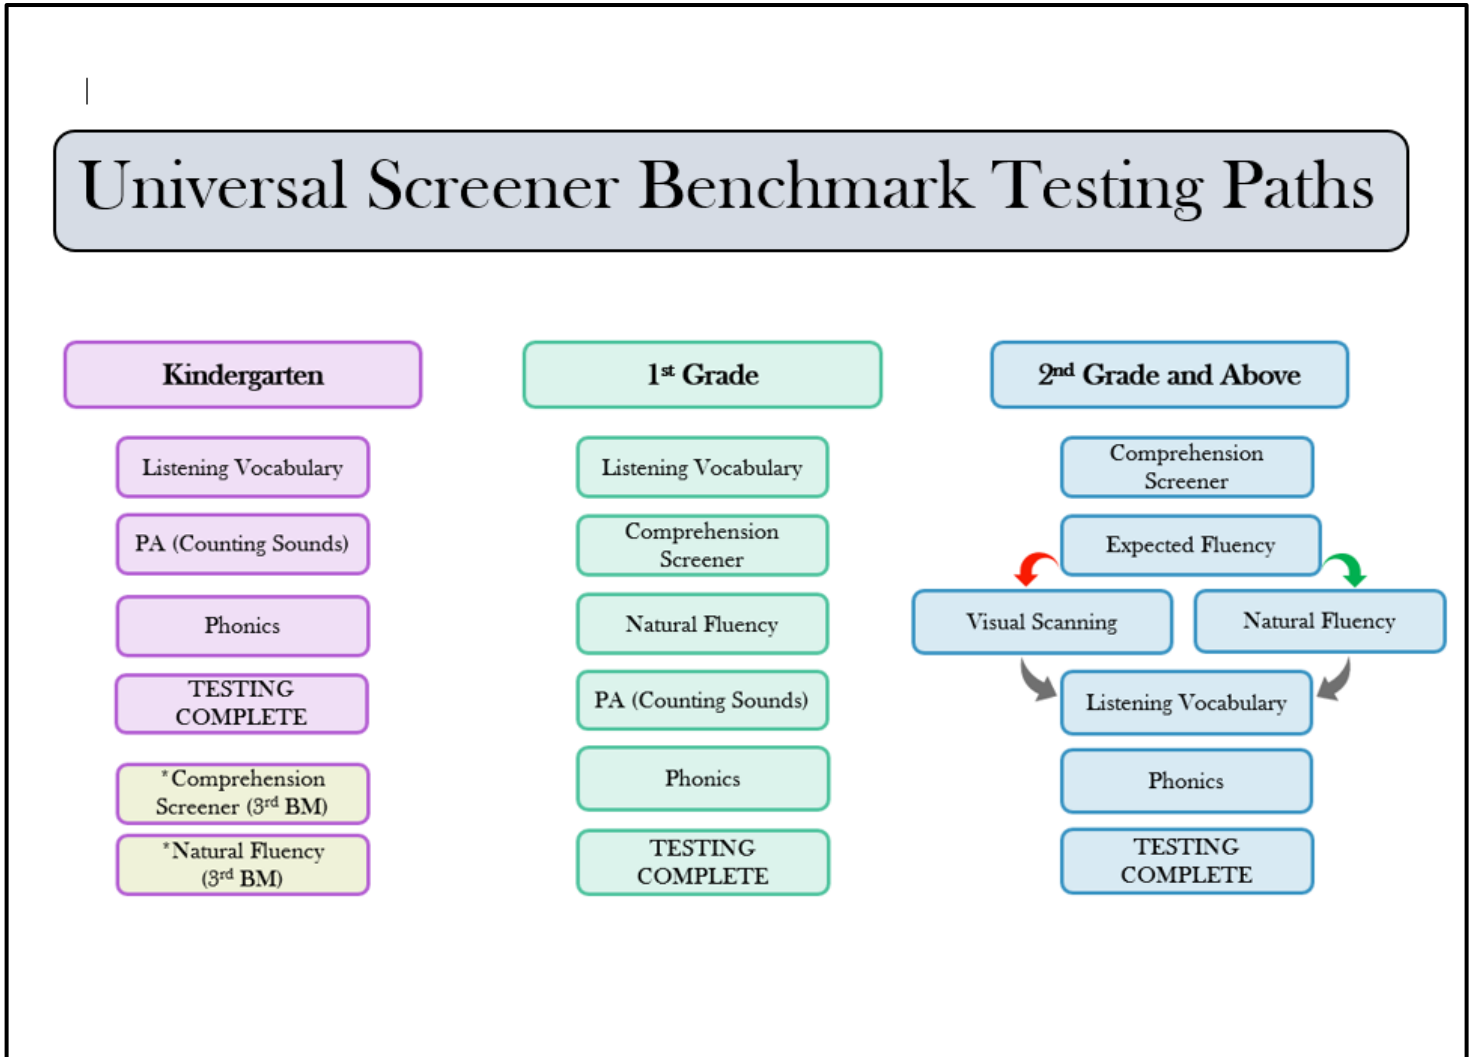 Universal Screener Benchmark Testing Paths
Kindergarten
Listening Vocabulary
PA (Counting Sounds)
Phonics
TESTING
COMPLETE
*Comprehension
Screener (3rd BM)
*Natural Fluency
(3rd BM)
1st Grade
Listening Vocabulary
Comprehension
Screener
Natural Fluency
PA (Counting Sounds)
Phonics
TESTING
COMPLETE
2nd Grade and Above
Comprehension
Screener
Expected Fluency
Visual Scanning
Natural Fluency
Listening Vocabulary
Phonics
TESTING
COMPLETE